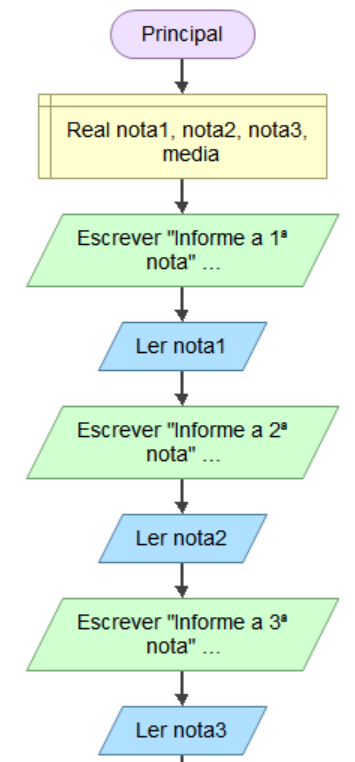 Principal
Real nota1, nota2, nota3,
media
Escrever "Informe a 1ª
nota" ...
Ler nota1
Escrever "Informe a 2ª
nota" ...
Ler nota2
Escrever "Informe a 3ª
nota" ...
Ler nota3